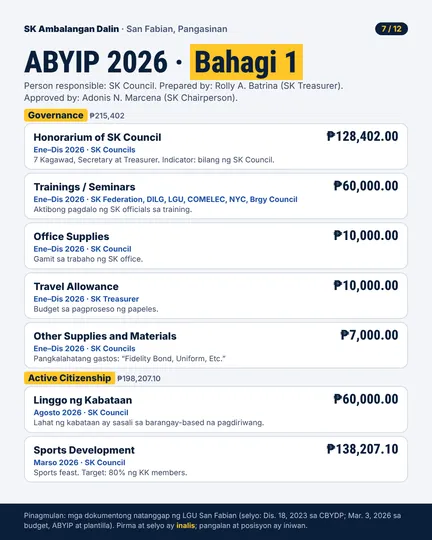 SK Ambalangan Dalin · San Fabian, Pangasinan
7 / 12
ABYIP 2026 · Bahagi 1
Person responsible: SK Council. Prepared by: Rolly A. Batrina (SK Treasurer).
Approved by: Adonis N. Marcena (SK Chairperson).
Governance ₱215,402
Honorarium of SK Council ₱128,402.00
Ene–Dis 2026 · SK Councils
7 Kagawad, Secretary at Treasurer. Indicator: bilang ng SK Council.
Trainings / Seminars ₱60,000.00
Ene–Dis 2026 · SK Federation, DILG, LGU, COMELEC, NYC, Brgy Council
Aktibong pagdalo ng SK officials sa training.
Office Supplies ₱10,000.00
Ene–Dis 2026 · SK Council
Gamit sa trabaho ng SK office.
Travel Allowance ₱10,000.00
Ene–Dis 2026 · SK Treasurer
Budget sa pagproseso ng papeles.
Other Supplies and Materials ₱7,000.00
Ene–Dis 2026 · SK Councils
Pangkalahatang gastos: “Fidelity Bond, Uniform, Etc.”
Active Citizenship ₱198,207.10
Linggo ng Kabataan ₱60,000.00
Agosto 2026 · SK Council
Lahat ng kabataan ay sasali sa barangay-based na pagdiriwang.
Sports Development ₱138,207.10
Marso 2026 · SK Council
Sports feast. Target: 80% ng KK members.
Pinagmulan: mga dokumentong natanggap ng LGU San Fabian (selyo: Dis. 18, 2023 sa CBYDP; Mar. 3, 2026 sa
budget, ABYIP at plantilla). Pirma at selyo ay inalis; pangalan at posisyon ay iniwan.